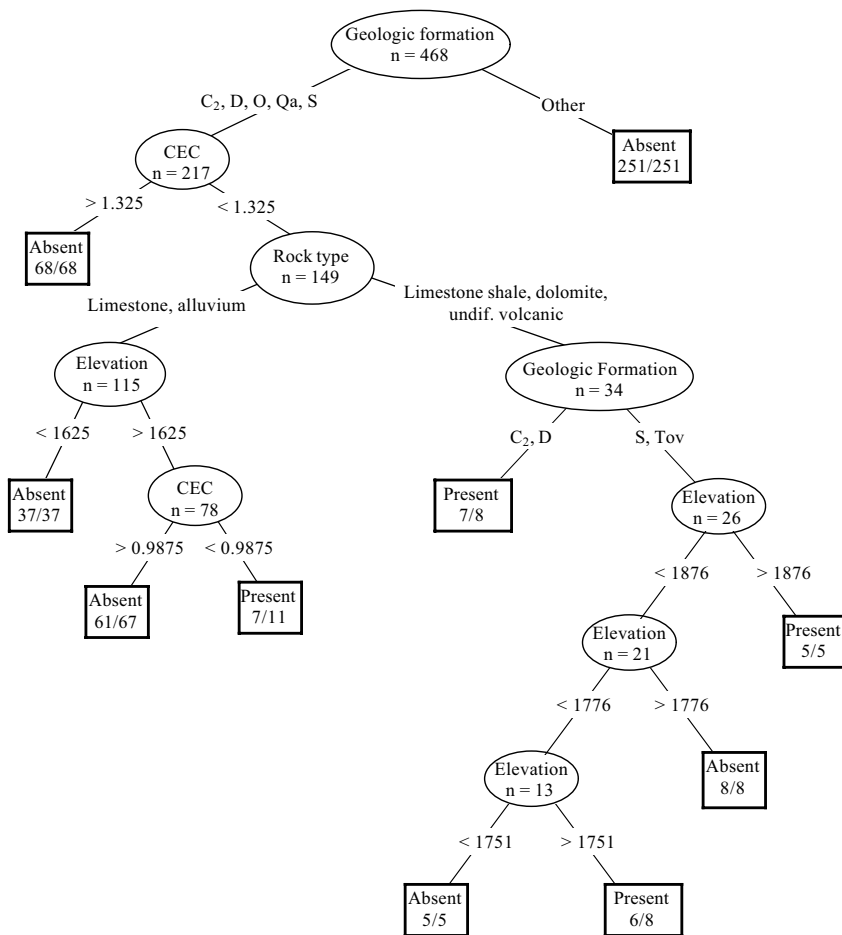 Geologic formation
n = 468
C₂, D, O, Qa, S
Other
CEC
n = 217
Absent
251/251
> 1.325
< 1.325
Absent
68/68
Rock type
n = 149
Limestone, alluvium
Limestone shale, dolomite,
undif. volcanic
Elevation
n = 115
Geologic Formation
n = 34
< 1625
> 1625
C₂, D
S, Tov
Absent
37/37
CEC
n = 78
Present
7/8
Elevation
n = 26
> 0.9875
< 0.9875
< 1876
> 1876
Absent
61/67
Present
7/11
Elevation
n = 21
Present
5/5
< 1776
> 1776
Elevation
n = 13
Absent
8/8
< 1751
> 1751
Absent
5/5
Present
6/8